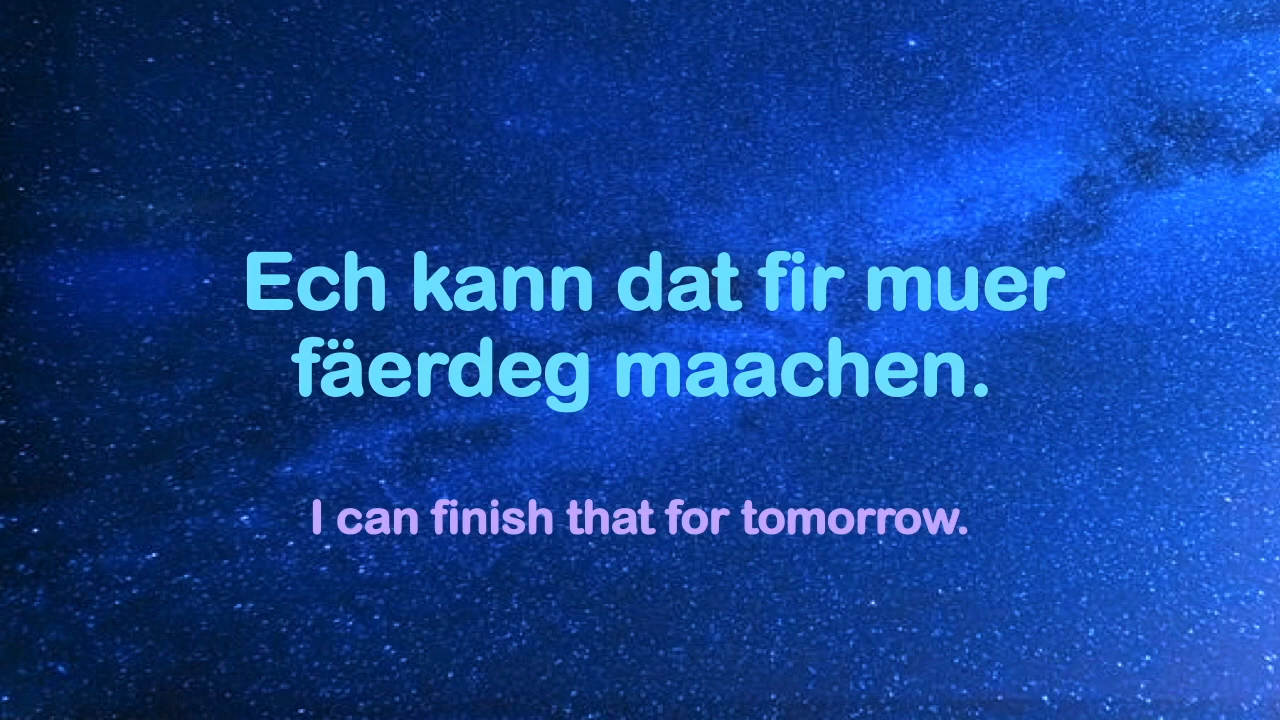 Ech kann dat fir muer
fäerdeg maachen.
I can finish that for tomorrow.